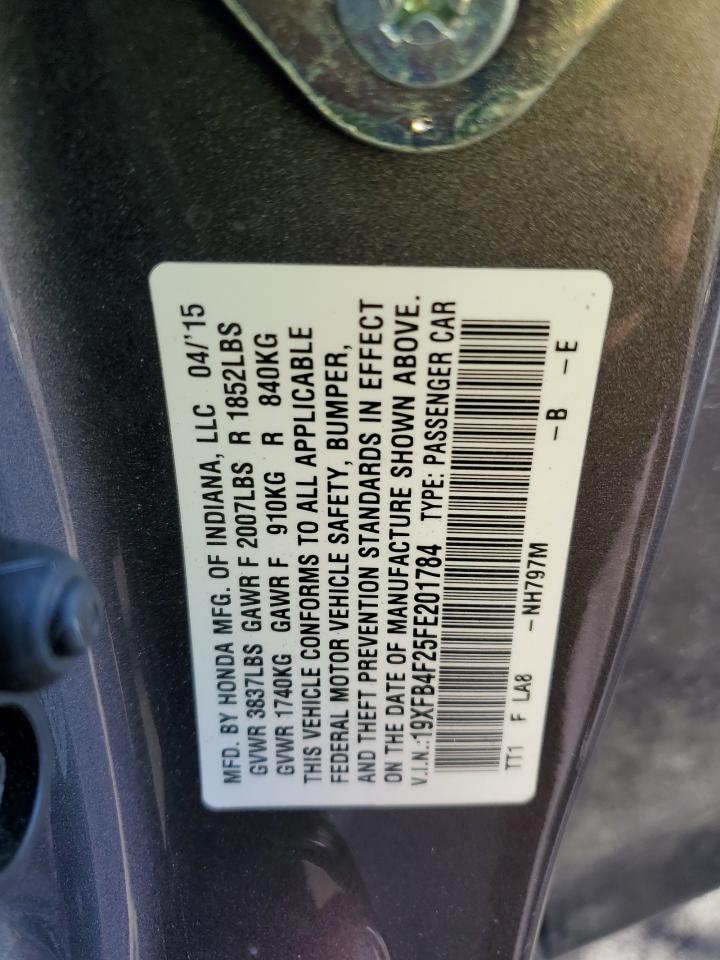 MFD. BY HONDA MFG. OF INDIANA, LLC 04/'15
GVWR 3837LBS GAWR F 2007LBS R 1852LBS
GVWR 1740KG GAWR F 910KG R 840KG
THIS VEHICLE CONFORMS TO ALL APPLICABLE
FEDERAL MOTOR VEHICLE SAFETY, BUMPER,
AND THEFT PREVENTION STANDARDS IN EFFECT
ON THE DATE OF MANUFACTURE SHOWN ABOVE.
V.I.N.:19XFB4F25FE201784 TYPE: PASSENGER CAR
TT1 F LA8 -NH797M -B -E